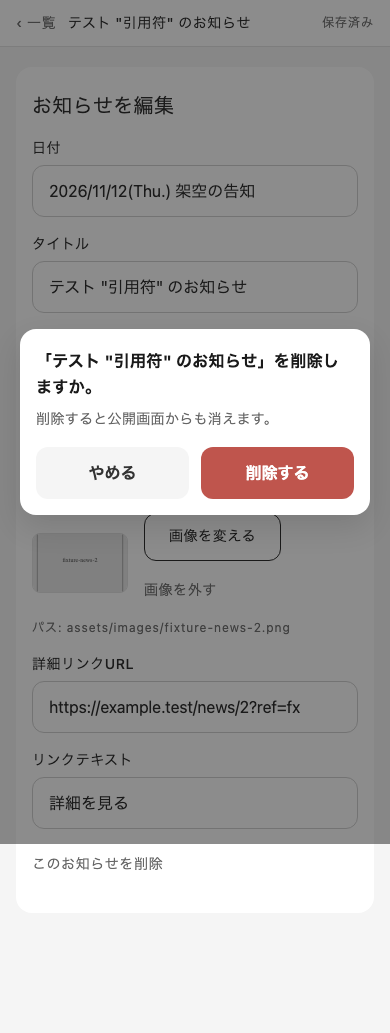 ‹ 一覧 テスト "引用符" のお知らせ 保存済み
お知らせを編集
日付
2026/11/12(Thu.) 架空の告知
タイトル
テスト "引用符" のお知らせ
「テスト "引用符" のお知らせ」を削除し
ますか。
削除すると公開画面からも消えます。
やめる 削除する
fixture-news-2
画像を変える
画像を外す
パス: assets/images/fixture-news-2.png
詳細リンクURL
https://example.test/news/2?ref=fx
リンクテキスト
詳細を見る
このお知らせを削除